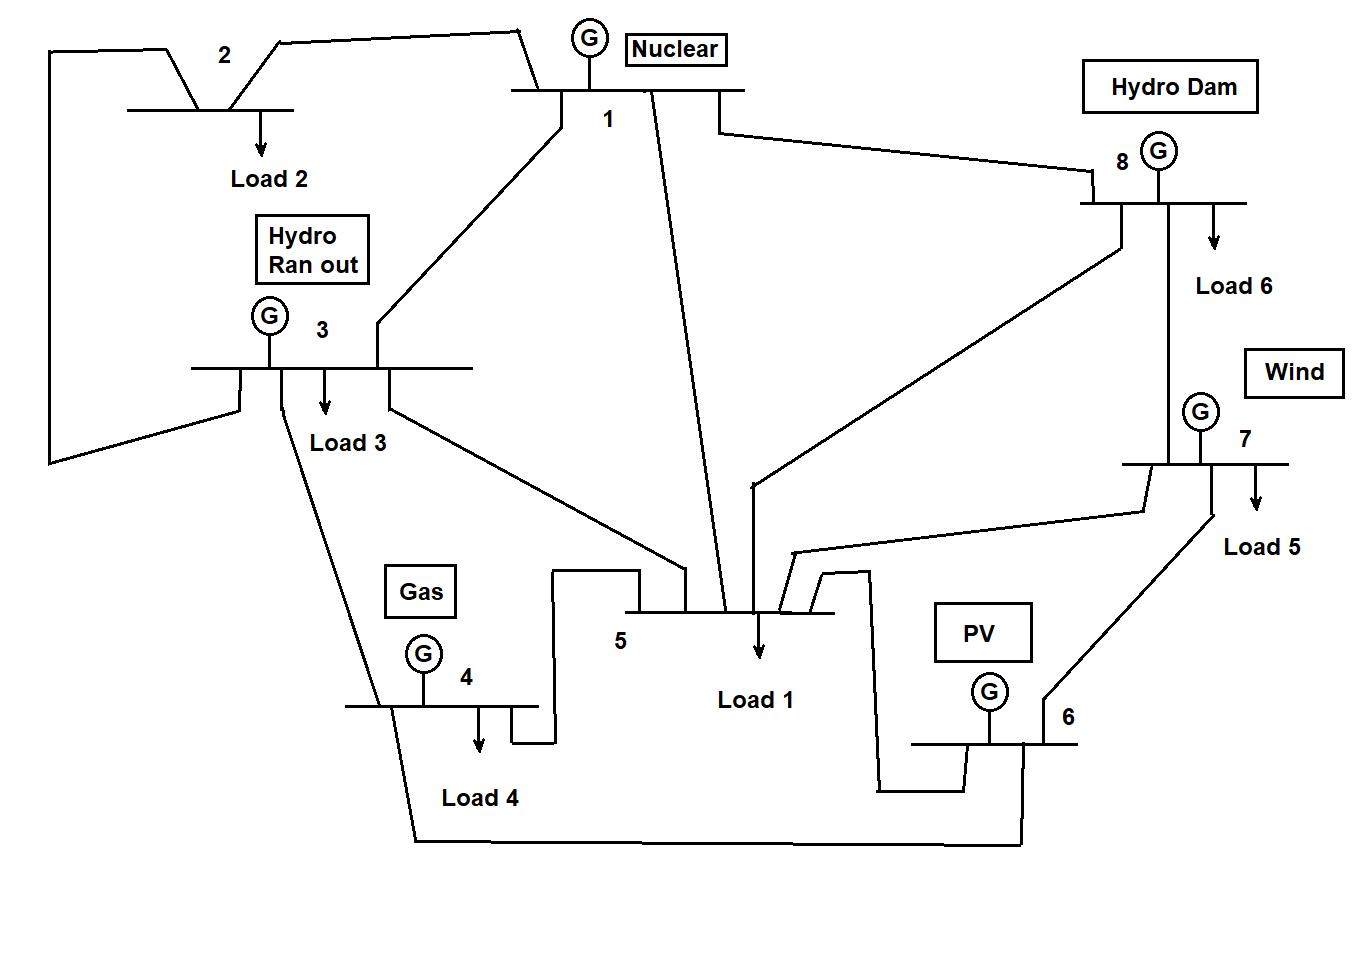 2
G
Nuclear
1
Hydro Dam
8
G
Load 2
Hydro
Ran out
G
3
Load 6
Wind
G
7
Load 3
Load 5
Gas
G
4
5
Load 1
PV
G
6
Load 4